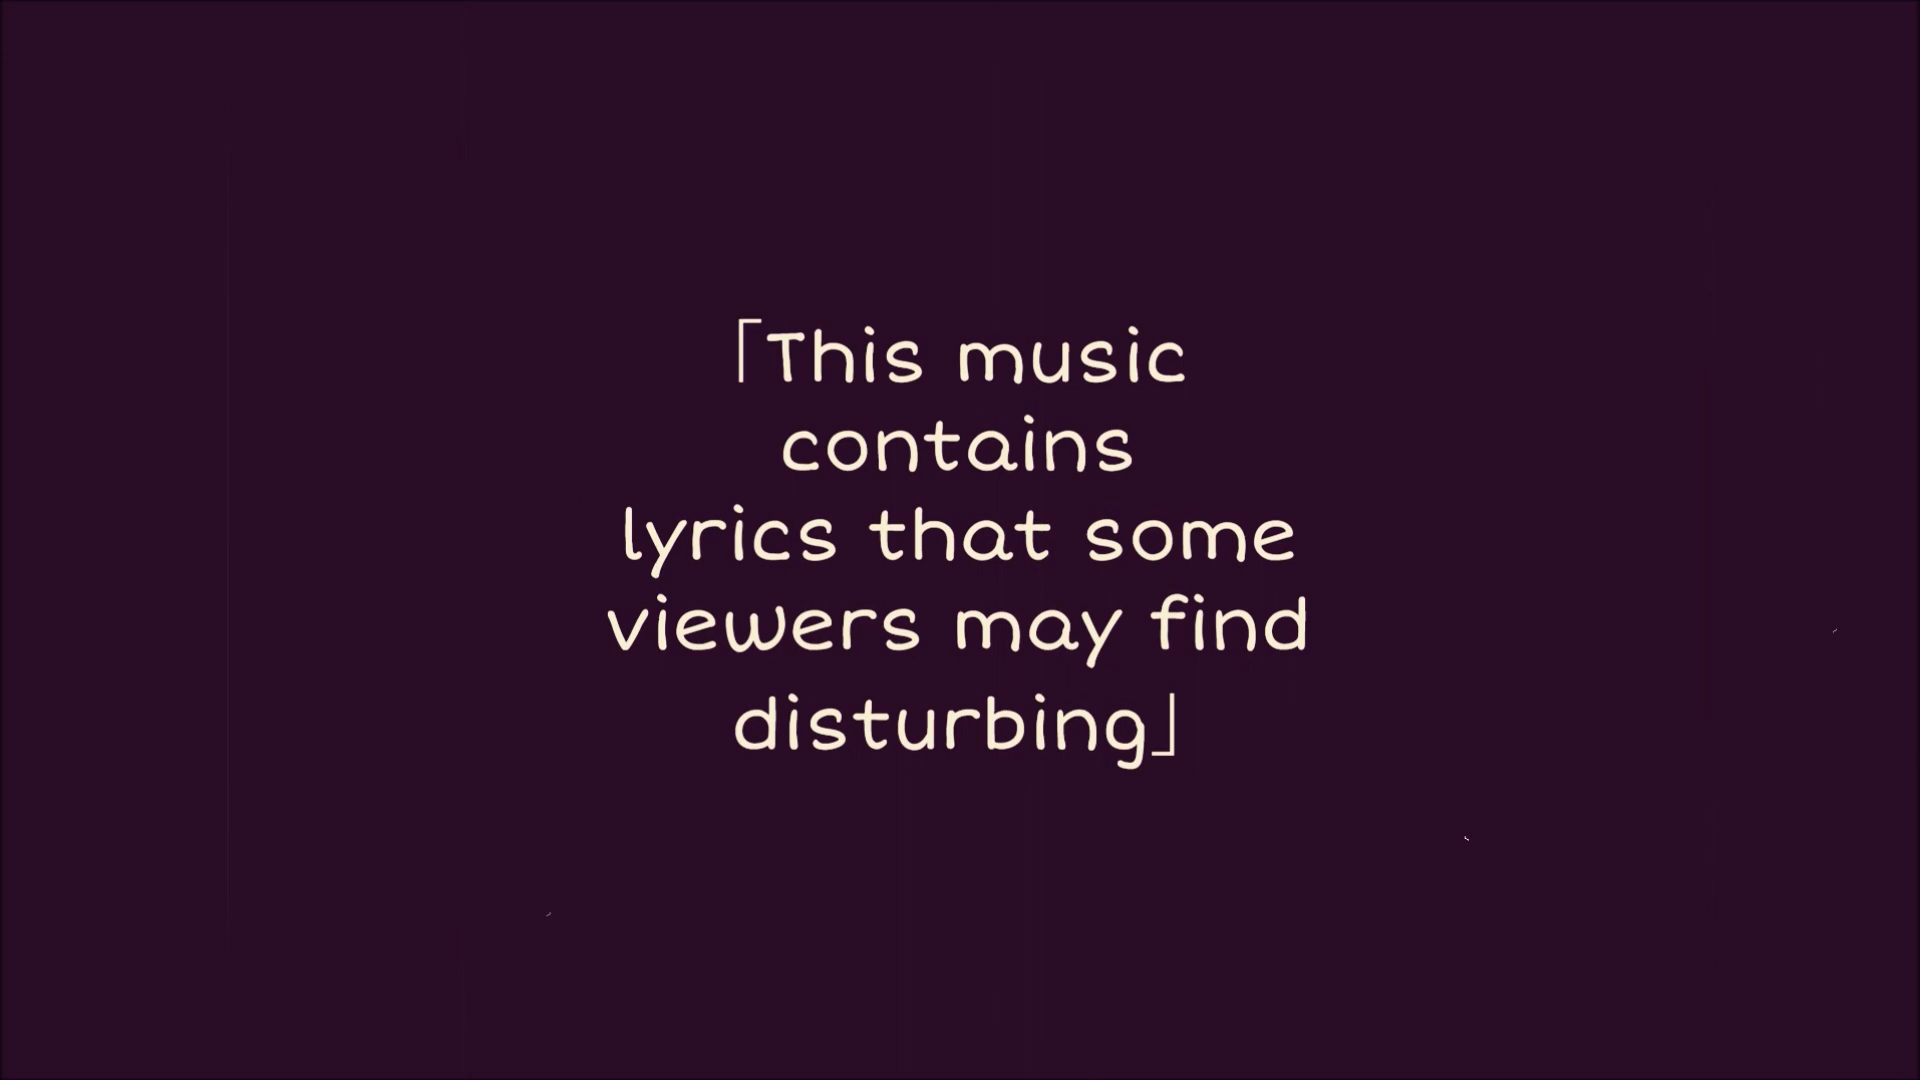 「This music
contains
lyrics that some
viewers may find
disturbing」